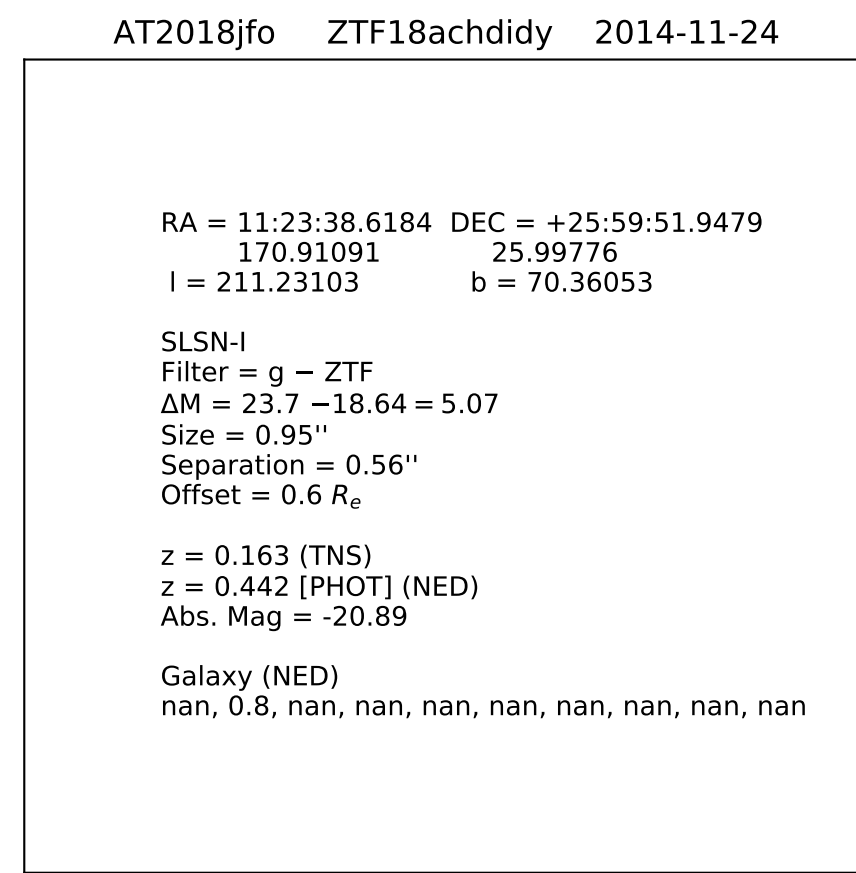 AT2018jfo ZTF18achdidy 2014-11-24
RA = 11:23:38.6184 DEC = +25:59:51.9479
170.91091 25.99776
l = 211.23103 b = 70.36053
SLSN-I
Filter = g − ZTF
ΔM = 23.7 −18.64 = 5.07
Size = 0.95''
Separation = 0.56''
Offset = 0.6 Re
z = 0.163 (TNS)
z = 0.442 [PHOT] (NED)
Abs. Mag = -20.89
Galaxy (NED)
nan, 0.8, nan, nan, nan, nan, nan, nan, nan, nan